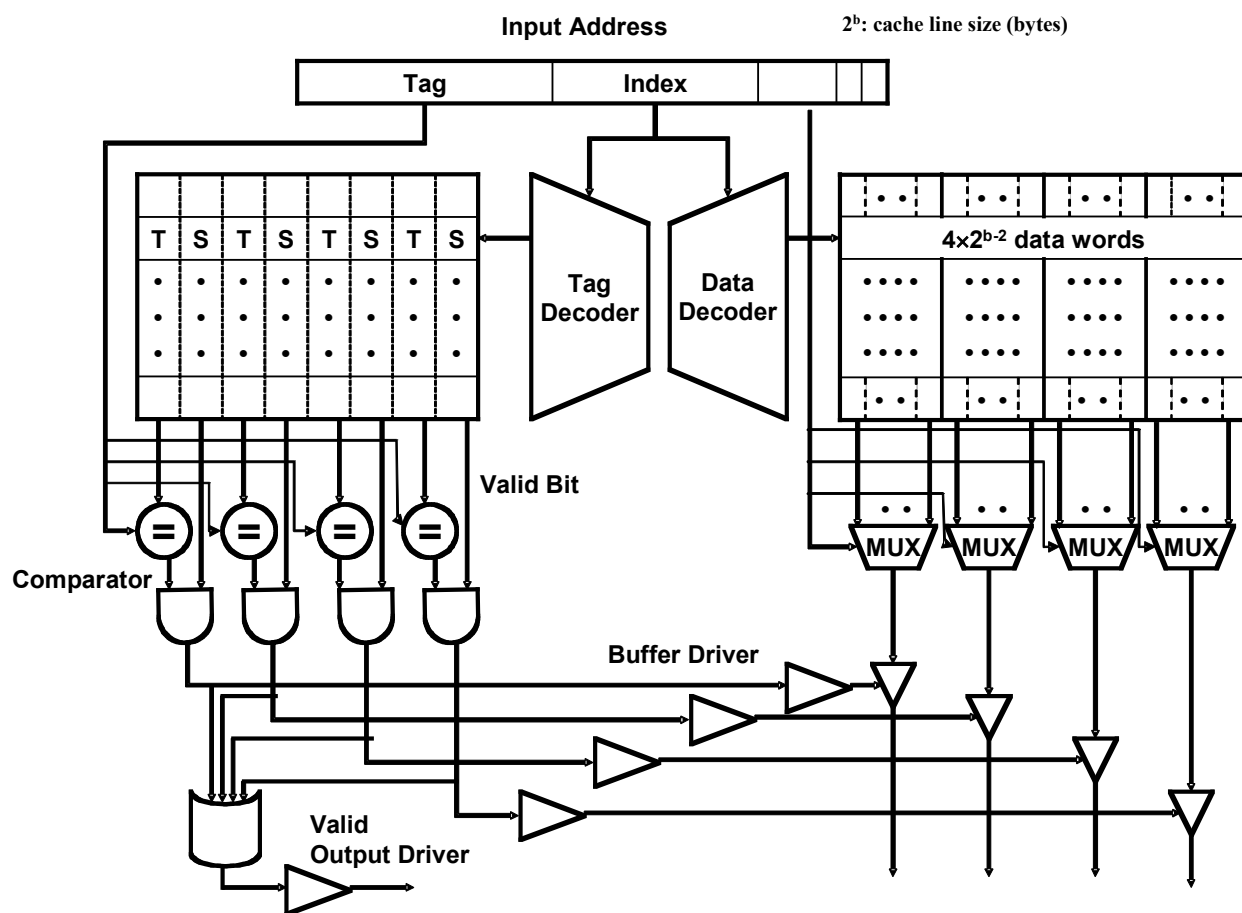 Input Address
2ᵇ: cache line size (bytes)
Tag
Index
T S T S T S T S
Tag
Decoder
Data
Decoder
4×2ᵇ⁻² data words
Valid Bit
= = = =
MUX MUX MUX MUX
Comparator
Buffer Driver
Valid
Output Driver